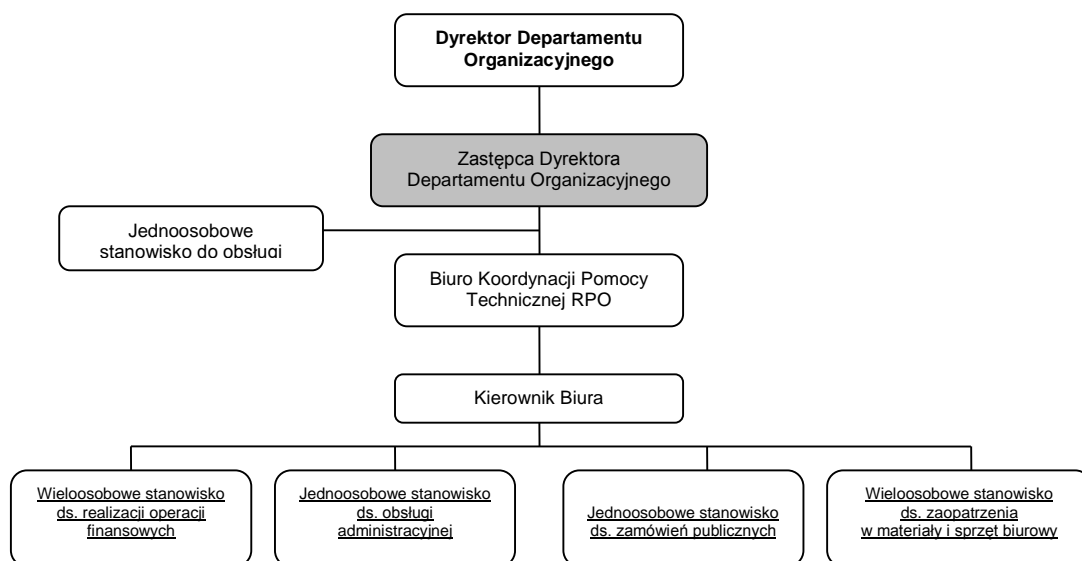 Dyrektor Departamentu
Organizacyjnego
Zastępca Dyrektora
Departamentu Organizacyjnego
Jednoosobowe
stanowisko do obsługi
Biuro Koordynacji Pomocy
Technicznej RPO
Kierownik Biura
Wieloosobowe stanowisko
ds. realizacji operacji
finansowych
Jednoosobowe stanowisko
ds. obsługi
administracyjnej
Jednoosobowe stanowisko
ds. zamówień publicznych
Wieloosobowe stanowisko
ds. zaopatrzenia
w materiały i sprzęt biurowy